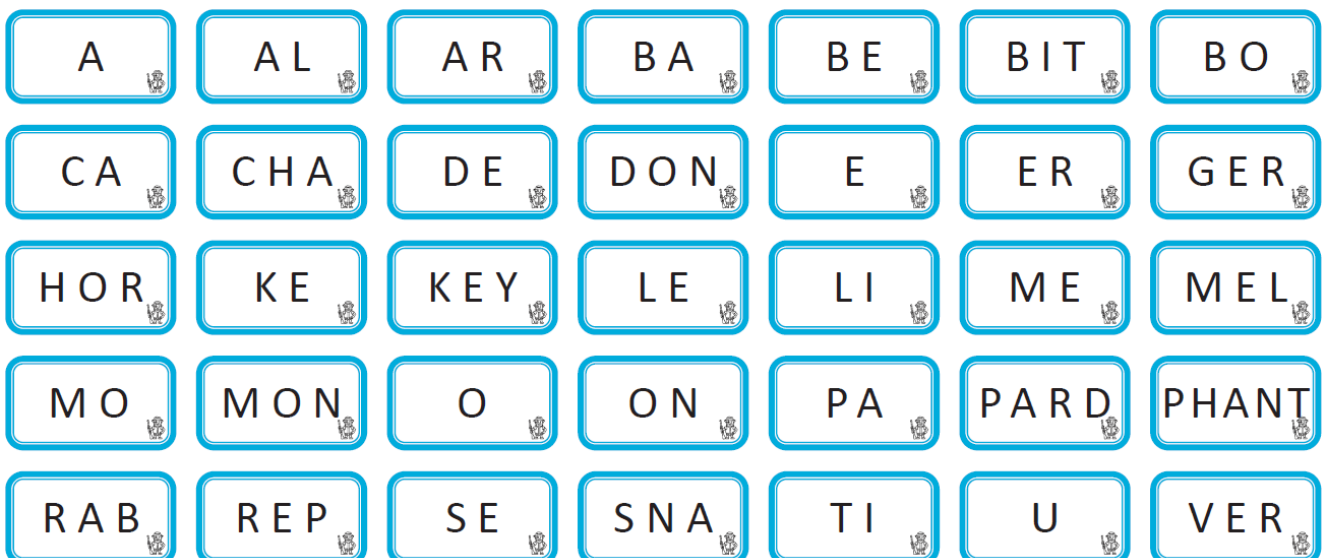 A AL AR BA BE BIT BO
CA CHA DE DON E ER GER
HOR KE KEY LE LI ME MEL
MO MON O ON PA PARD PHANT
RAB REP SE SNA TI U VER